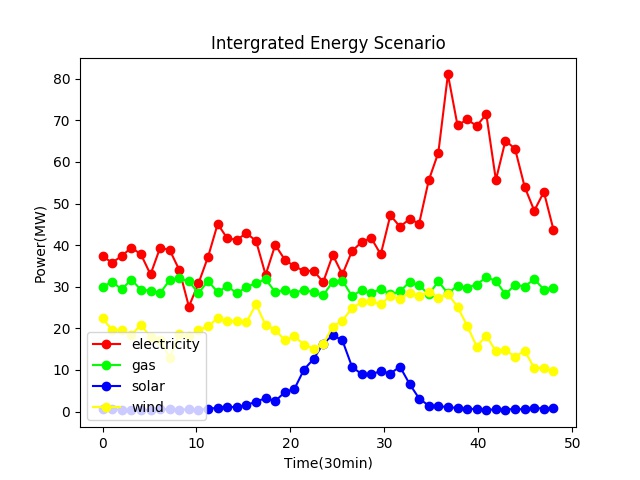 Intergrated Energy Scenario
Power(MW)
80
70
60
50
40
30
20
10
0
electricity
gas
solar
wind
0 10 20 30 40 50
Time(30min)